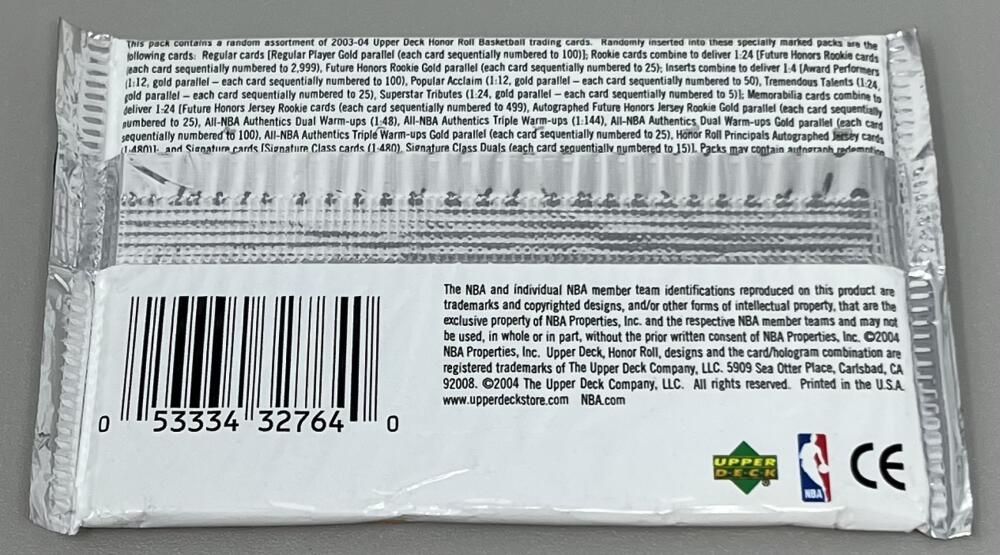 This pack contains a random assortment of 2003-04 Upper Deck Honor Roll Basketball trading cards. Randomly inserted into these specially marked packs are the
following cards: Regular cards [Regular Player Gold parallel (each card sequentially numbered to 100)]; Rookie cards combine to deliver 1:24 [Future Honors Rookie cards
(each card sequentially numbered to 2,999), Future Honors Rookie Gold parallel (each card sequentially numbered to 25); Inserts combine to deliver 1:4 [Award Performers
(1:12, gold parallel – each card sequentially numbered to 100), Popular Acclaim (1:12, gold parallel – each card sequentially numbered to 50), Tremendous Talents (1:24,
gold parallel – each card sequentially numbered to 25), Superstar Tributes (1:24, gold parallel – each card sequentially numbered to 5)]; Memorabilia cards combine to
deliver 1:24 [Future Honors Jersey Rookie cards (each card sequentially numbered to 499), Autographed Future Honors Jersey Rookie Gold parallel (each card sequentially
numbered to 25), All-NBA Authentics Dual Warm-ups (1:48), All-NBA Authentics Triple Warm-ups (1:144), All-NBA Authentics Dual Warm-ups Gold parallel (each card
sequentially numbered to 100), All-NBA Authentics Triple Warm-ups Gold parallel (each card sequentially numbered to 25), Honor Roll Principals Autographed Jersey cards
(1:480)]; and Signature cards [Signature Class cards (1:480), Signature Class Duals (each card sequentially numbered to 15)]. Packs may contain autograph redemption
The NBA and individual NBA member team identifications reproduced on this product are
trademarks and copyrighted designs, and/or other forms of intellectual property, that are the
exclusive property of NBA Properties, Inc. and the respective NBA member teams and may not
be used, in whole or in part, without the prior written consent of NBA Properties, Inc. ©2004
NBA Properties, Inc. Upper Deck, Honor Roll, designs and the card/hologram combination are
registered trademarks of The Upper Deck Company, LLC. 5909 Sea Otter Place, Carlsbad, CA
92008. ©2004 The Upper Deck Company, LLC. All rights reserved. Printed in the U.S.A.
www.upperdeckstore.com NBA.com
0 53334 32764 0
UPPER
DECK
®
NBA
CE